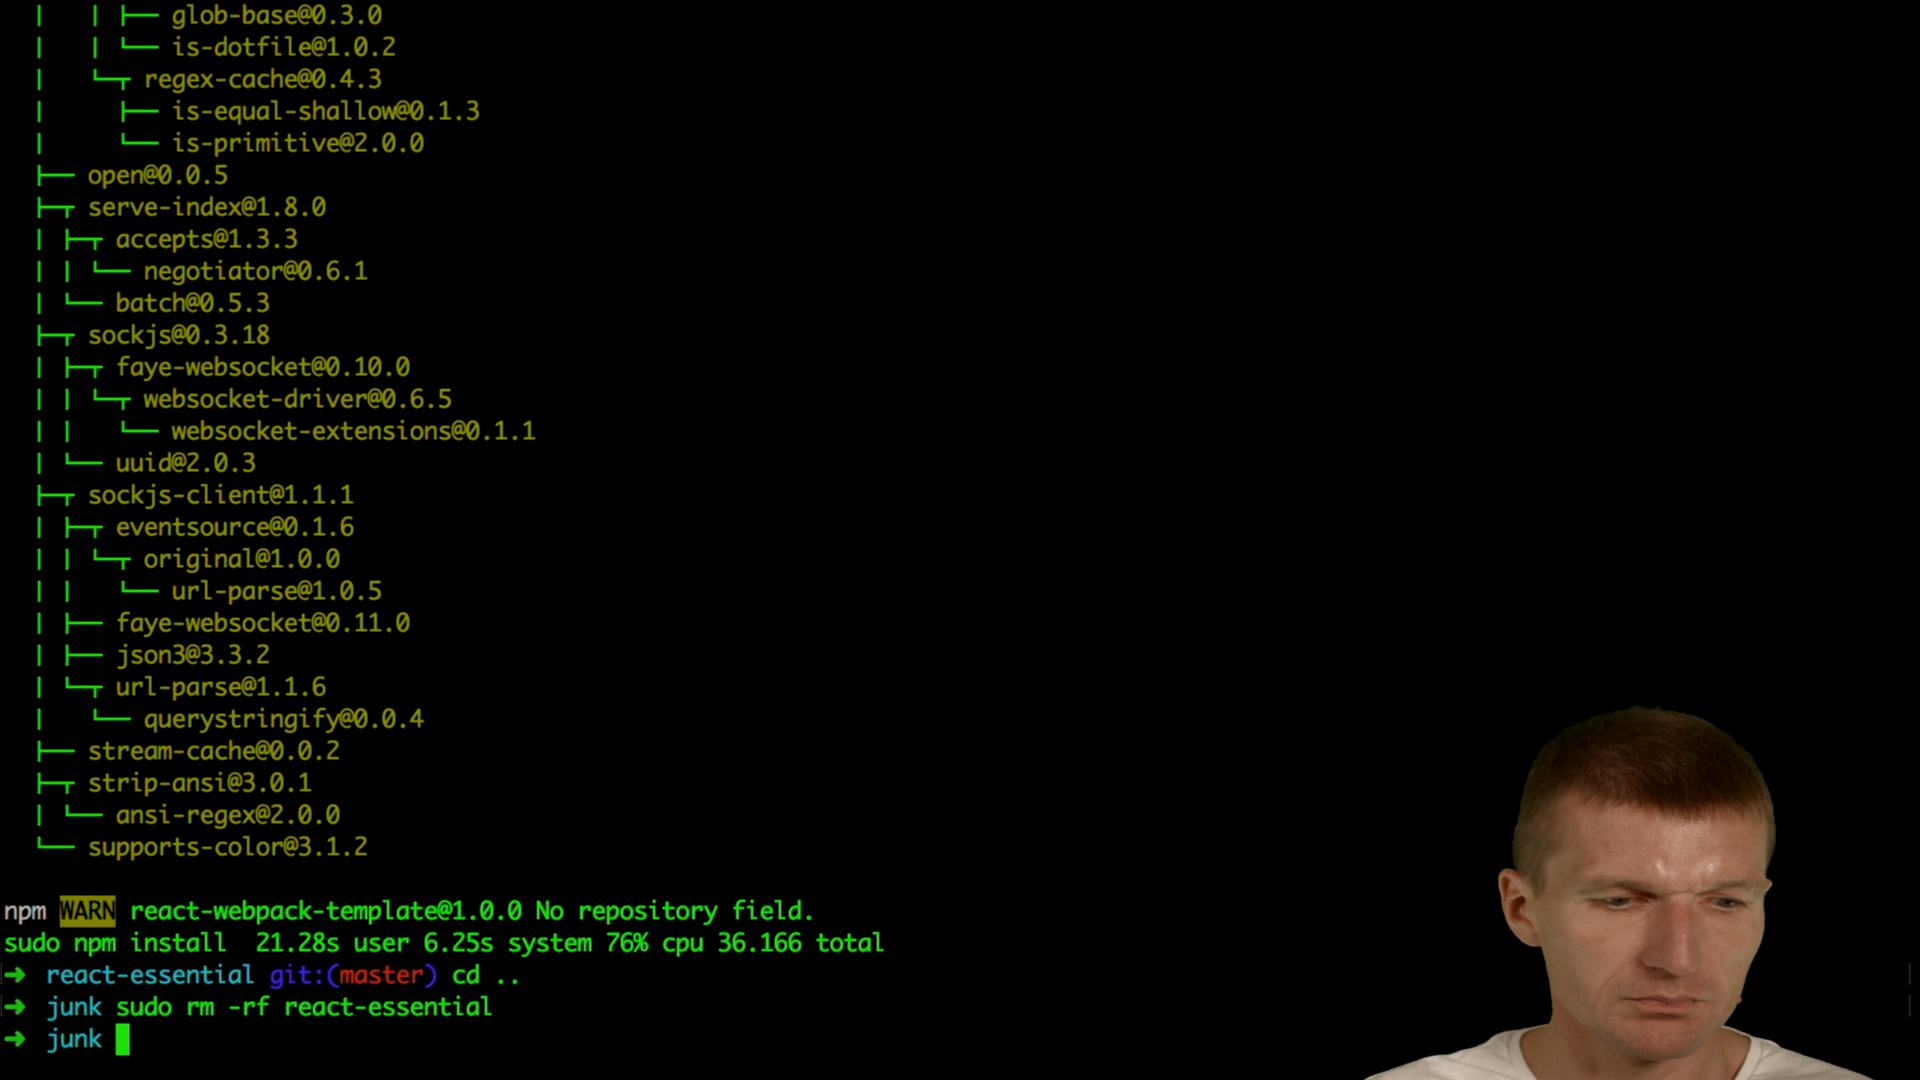 │   │ ├── glob-base@0.3.0
│   │ └── is-dotfile@1.0.2
│   └─┬ regex-cache@0.4.3
│     ├── is-equal-shallow@0.1.3
│     └── is-primitive@2.0.0
├── open@0.0.5
├─┬ serve-index@1.8.0
│ ├─┬ accepts@1.3.3
│ │ └── negotiator@0.6.1
│ └── batch@0.5.3
├─┬ sockjs@0.3.18
│ ├─┬ faye-websocket@0.10.0
│ │ └─┬ websocket-driver@0.6.5
│ │   └── websocket-extensions@0.1.1
│ └── uuid@2.0.3
├─┬ sockjs-client@1.1.1
│ ├─┬ eventsource@0.1.6
│ │ └─┬ original@1.0.0
│ │   └── url-parse@1.0.5
│ ├── faye-websocket@0.11.0
│ ├── json3@3.3.2
│ └─┬ url-parse@1.1.6
│   └── querystringify@0.0.4
├── stream-cache@0.0.2
├─┬ strip-ansi@3.0.1
│ └── ansi-regex@2.0.0
└── supports-color@3.1.2
npm WARN react-webpack-template@1.0.0 No repository field.
sudo npm install  21.28s user 6.25s system 76% cpu 36.166 total
➜  react-essential git:(master) cd ..
➜  junk sudo rm -rf react-essential
➜  junk